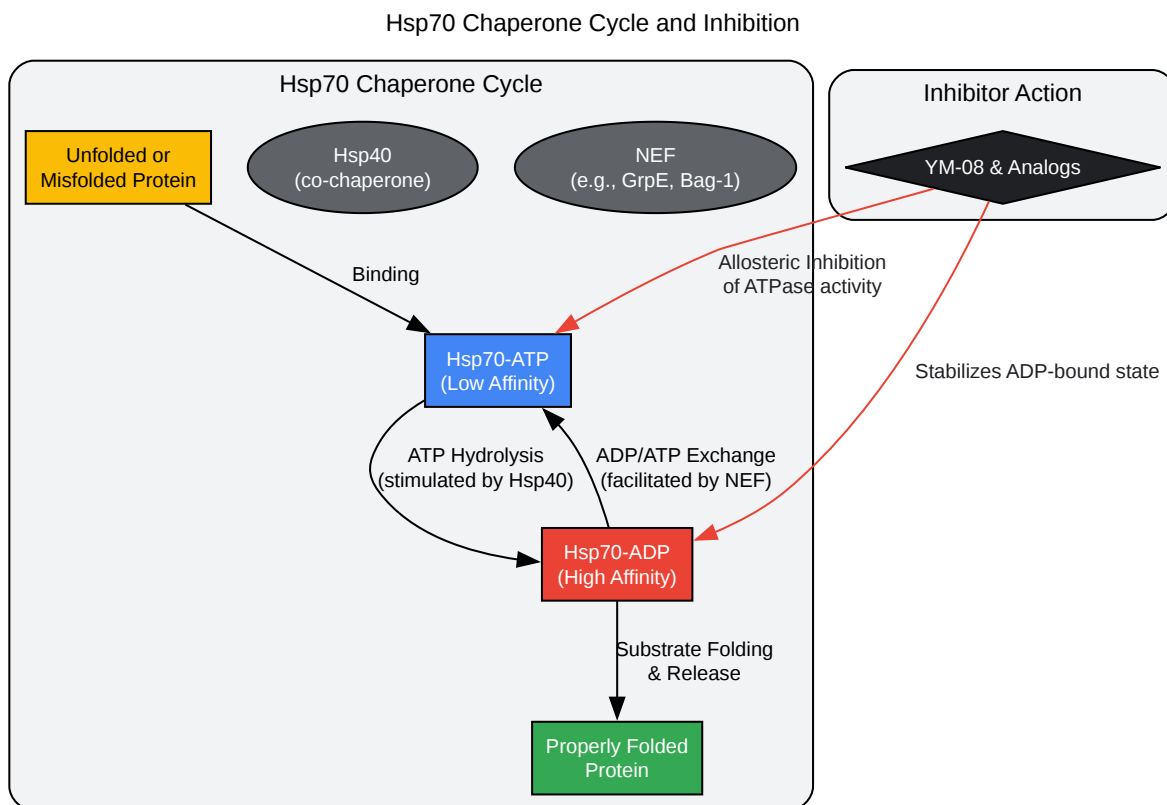 Hsp70 Chaperone Cycle and Inhibition
Hsp70 Chaperone Cycle
Inhibitor Action
Unfolded or
Misfolded Protein
Hsp40
(co-chaperone)
NEF
(e.g., GrpE, Bag-1)
YM-08 & Analogs
Binding
Allosteric Inhibition
of ATPase activity
Hsp70-ATP
(Low Affinity)
Stabilizes ADP-bound state
ATP Hydrolysis
(stimulated by Hsp40)
ADP/ATP Exchange
(facilitated by NEF)
Hsp70-ADP
(High Affinity)
Substrate Folding
& Release
Properly Folded
Protein